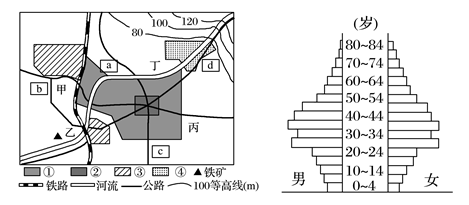 100 120
80
丁
a
d
b
甲
乙
丙
c
① ② ③ ④ ▲铁矿
铁路 河流 公路 100等高线(m)
(岁)
80~84
70~74
60~64
50~54
40~44
30~34
20~24
10~14
0~4
男
女